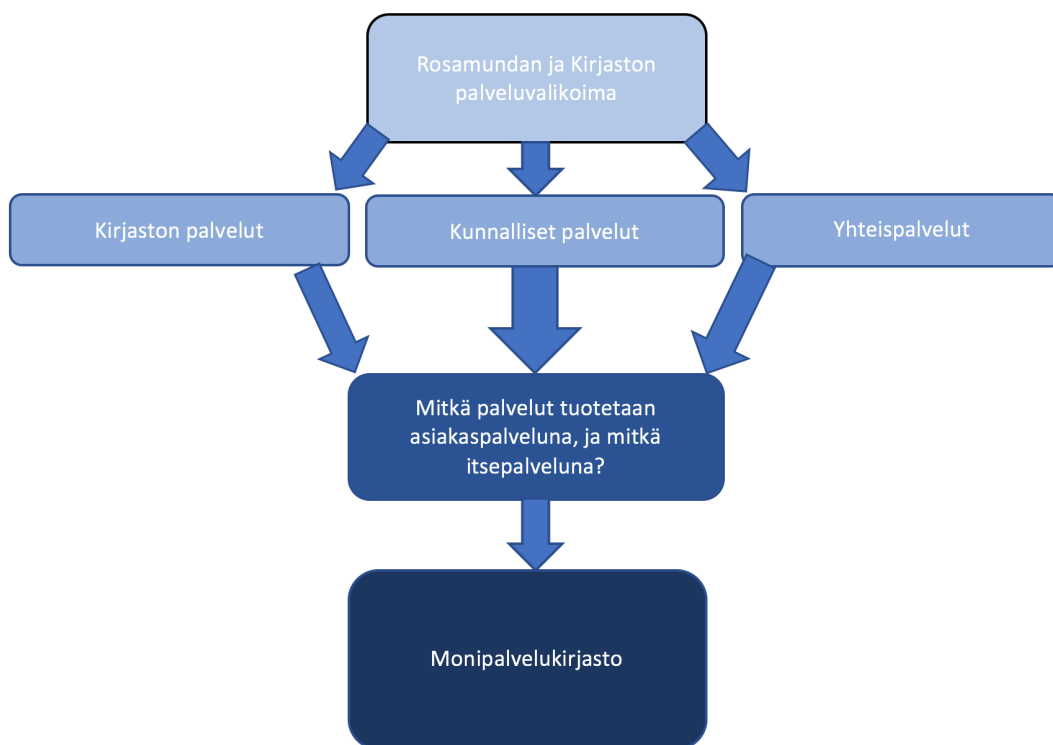 Rosamundan ja Kirjaston
palveluvalikoima
Kirjaston palvelut
Kunnalliset palvelut
Yhteispalvelut
Mitkä palvelut tuotetaan
asiakaspalveluna, ja mitkä
itsepalveluna?
Monipalvelukirjasto